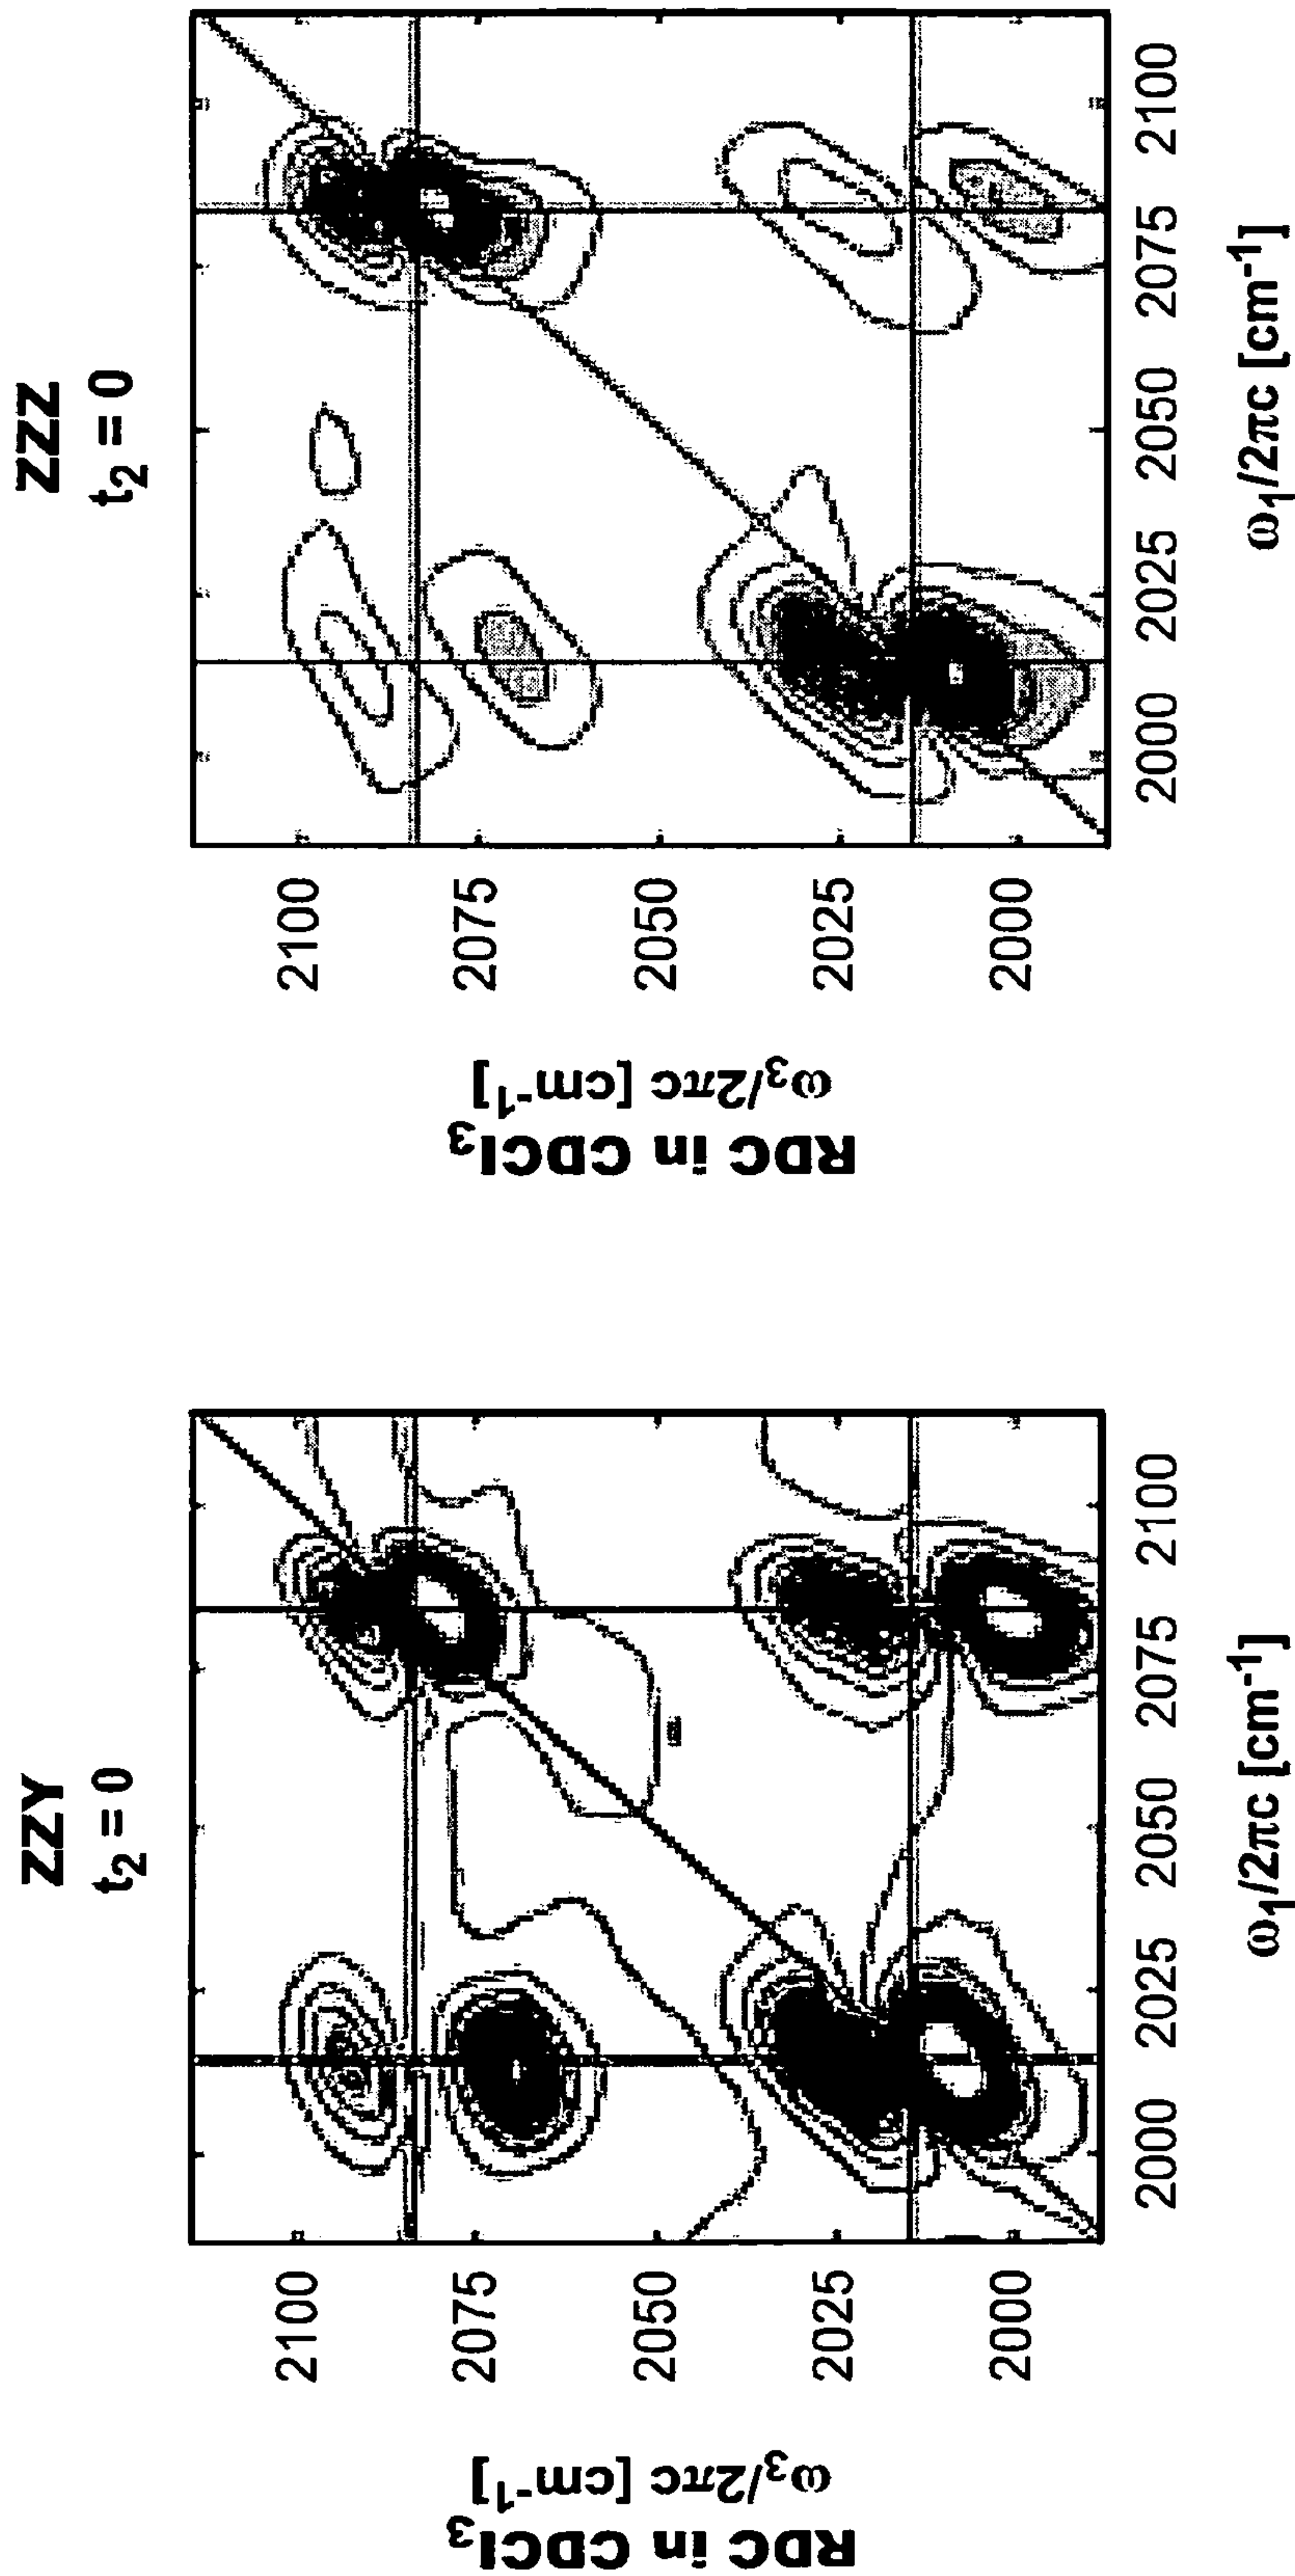 ZZY
t₂ = 0
RDC in CDCl₃
ω₃/2πc [cm⁻¹]
2100
2075
2050
2025
2000
2000 2025 2050 2075 2100
ω₁/2πc [cm⁻¹]
ZZZ
t₂ = 0
RDC in CDCl₃
ω₃/2πc [cm⁻¹]
2100
2075
2050
2025
2000
2000 2025 2050 2075 2100
ω₁/2πc [cm⁻¹]